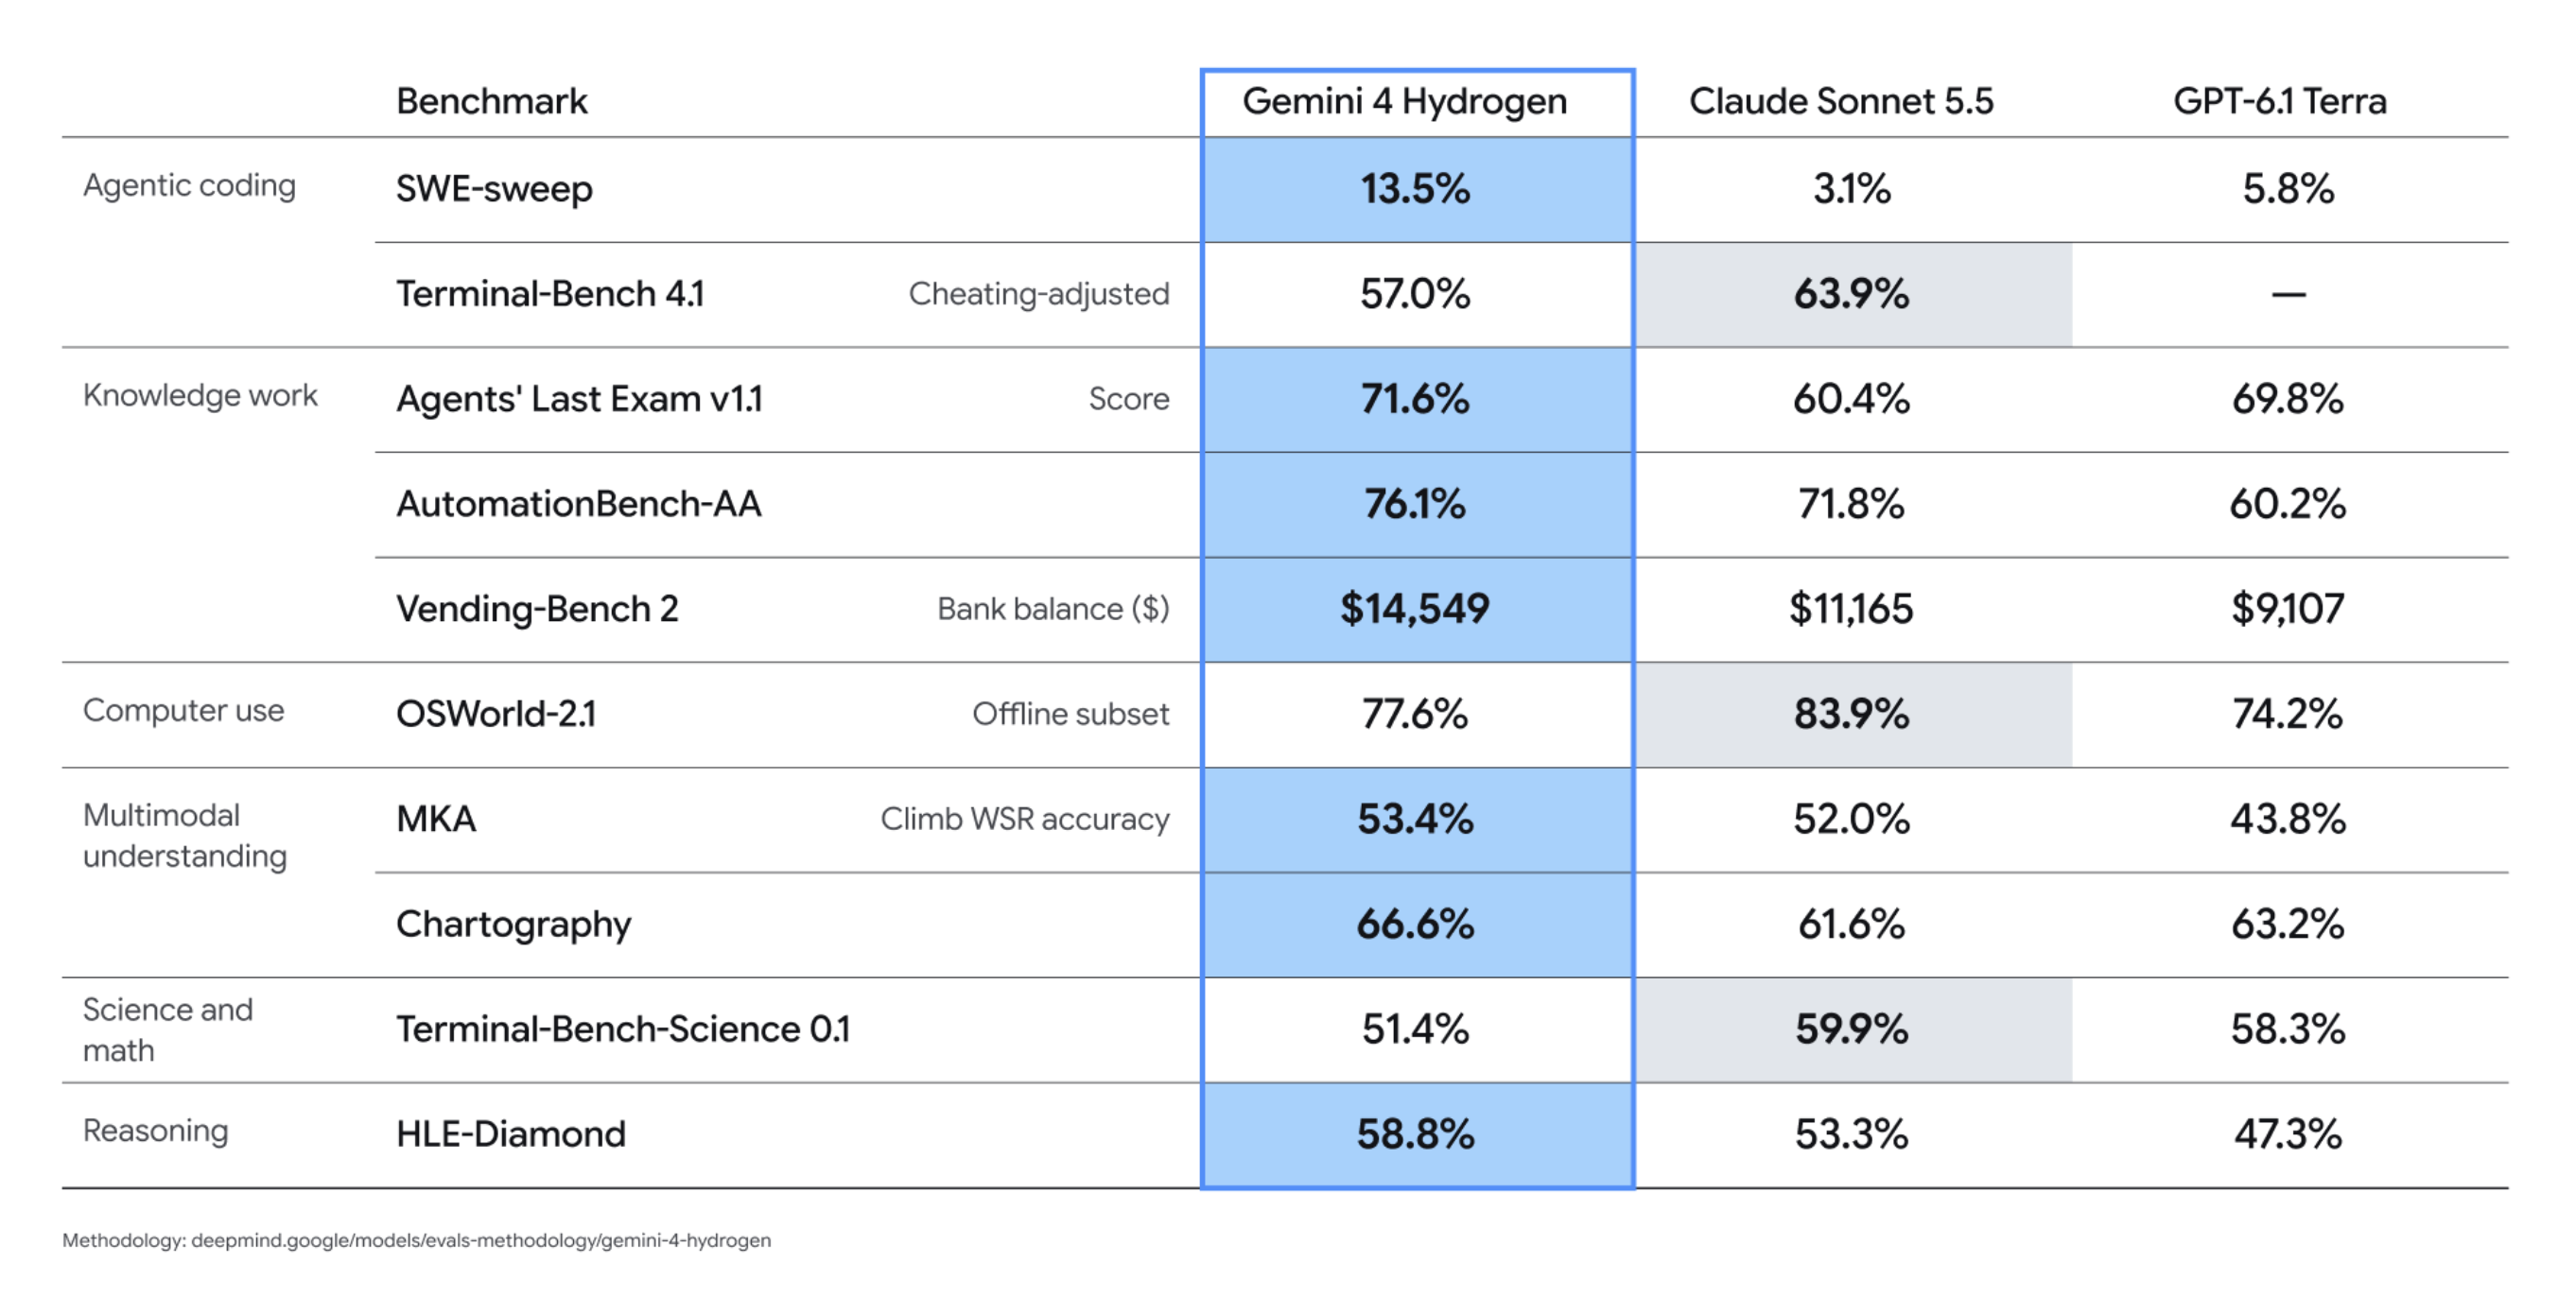 Benchmark Gemini 4 Hydrogen Claude Sonnet 5.5 GPT-6.1 Terra
Agentic coding SWE-sweep 13.5% 3.1% 5.8%
Terminal-Bench 4.1 Cheating-adjusted 57.0% 63.9% —
Knowledge work Agents' Last Exam v1.1 Score 71.6% 60.4% 69.8%
AutomationBench-AA 76.1% 71.8% 60.2%
Vending-Bench 2 Bank balance ($) $14,549 $11,165 $9,107
Computer use OSWorld-2.1 Offline subset 77.6% 83.9% 74.2%
Multimodal
understanding MKA Climb WSR accuracy 53.4% 52.0% 43.8%
Chartography 66.6% 61.6% 63.2%
Science and
math Terminal-Bench-Science 0.1 51.4% 59.9% 58.3%
Reasoning HLE-Diamond 58.8% 53.3% 47.3%
Methodology: deepmind.google/models/evals-methodology/gemini-4-hydrogen